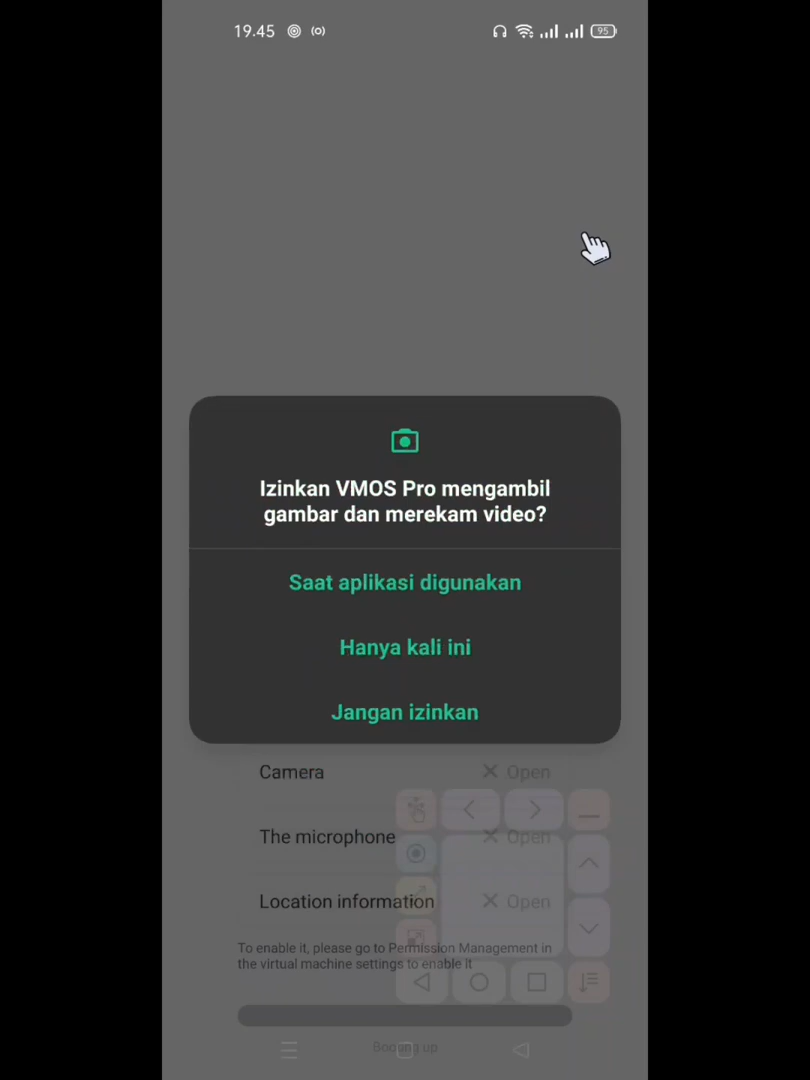 19.45
95
Izinkan VMOS Pro mengambil
gambar dan merekam video?
Saat aplikasi digunakan
Hanya kali ini
Jangan izinkan
Camera
Open
The microphone
Open
Location information
Open
To enable it, please go to Permission Management in
the virtual machine settings to enable it
Booting up